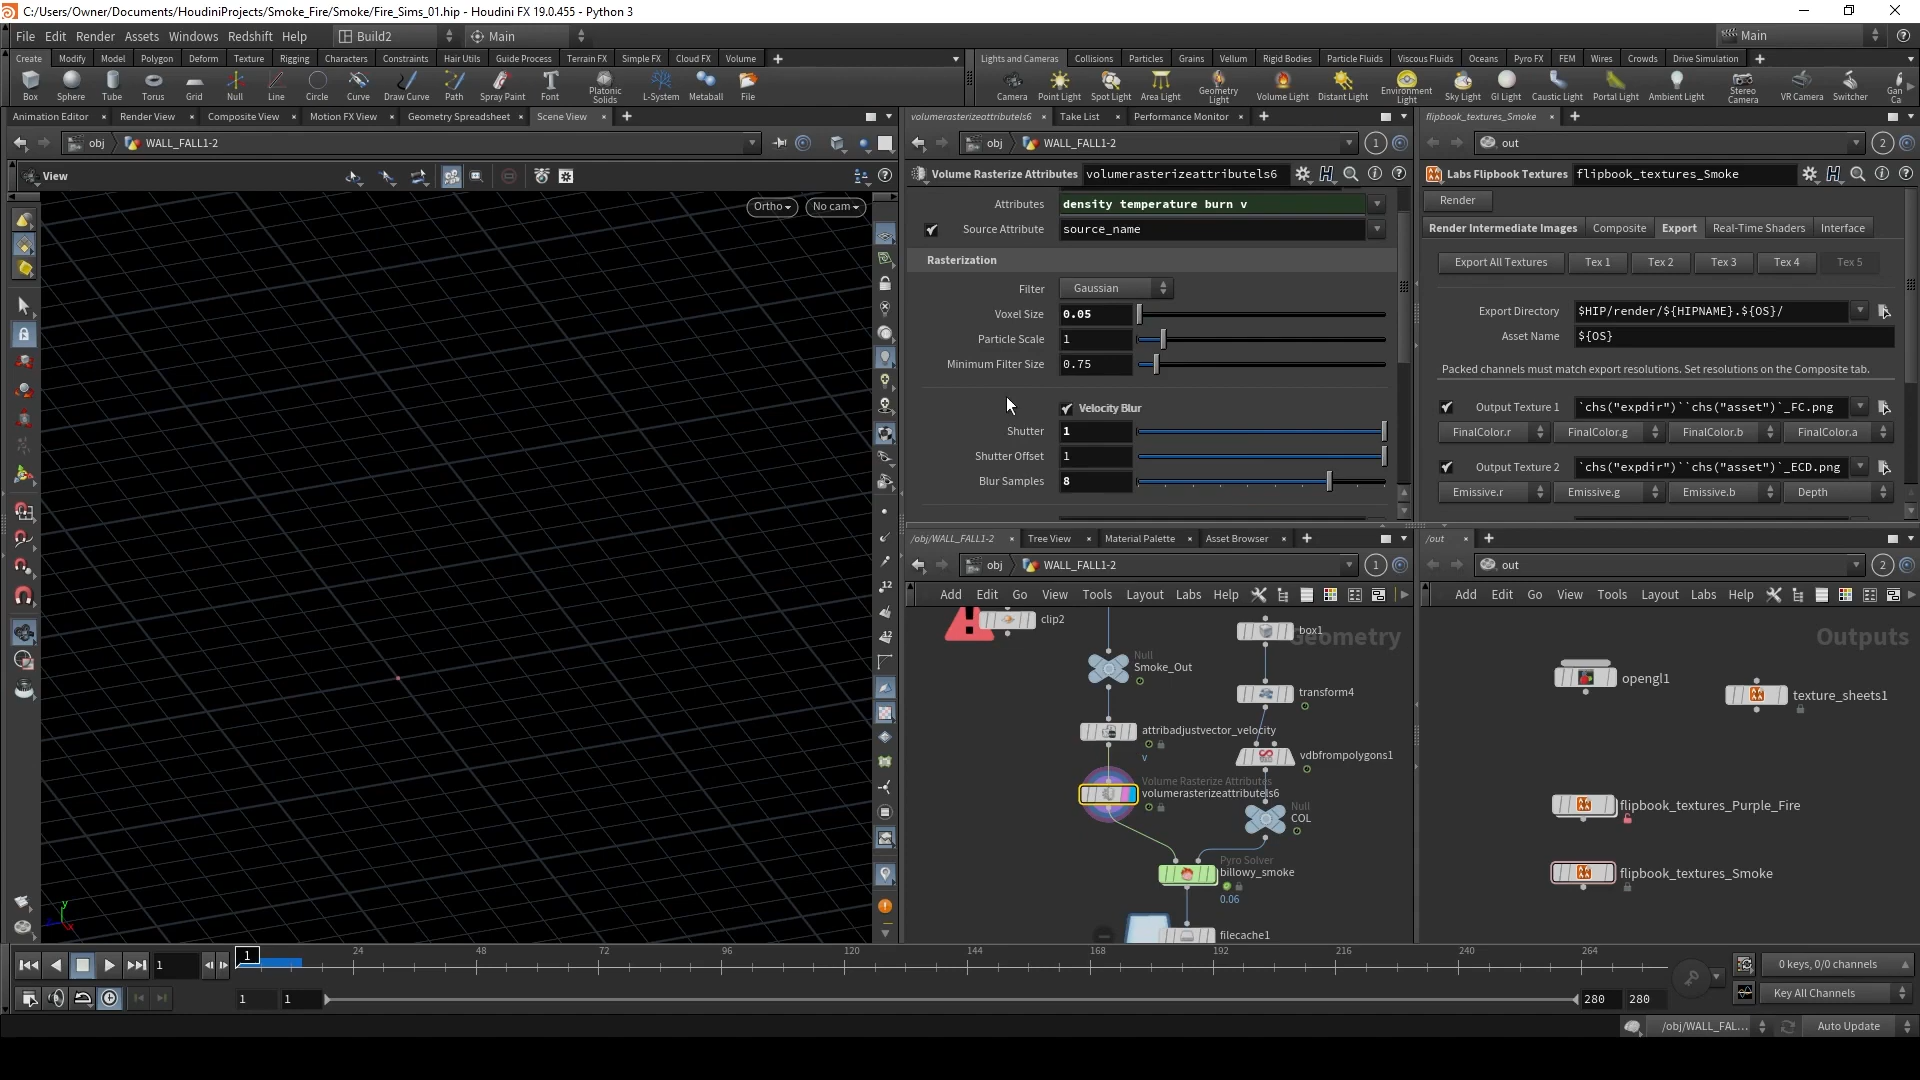 C:/Users/Owner/Documents/HoudiniProjects/Smoke_Fire/Smoke/Fire_Sims_01.hip - Houdini FX 19.0.455 - Python 3
File Edit Render Assets Windows Redshift Help Build2 Main Main
Create Modify Model Polygon Deform Texture Rigging Characters Constraints Hair Utils Guide Process Terrain FX Simple FX Cloud FX Volume
Lights and Cameras Collisions Particles Grains Vellum Rigid Bodies Particle Fluids Viscous Fluids Oceans Pyro FX FEM Wires Crowds Drive Simulation
Box Sphere Tube Torus Grid Null Line Circle Curve Draw Curve Path Spray Paint Font Platonic Solids L-System Metaball File
Camera Point Light Spot Light Area Light Geometry Light Volume Light Distant Light Environment Light Sky Light GI Light Caustic Light Portal Light Ambient Light Stereo Camera VR Camera Switcher Gan Ca
Animation Editor Render View Composite View Motion FX View Geometry Spreadsheet Scene View
volumerasterizeattributels6 Take List Performance Monitor
flipbook_textures_Smoke
obj WALL_FALL1-2
obj WALL_FALL1-2 1
out 2
View
Ortho No cam
Volume Rasterize Attributes volumerasterizeattributels6
Attributes density temperature burn v
Source Attribute source_name
Rasterization
Filter Gaussian
Voxel Size 0.05
Particle Scale 1
Minimum Filter Size 0.75
Velocity Blur
Shutter 1
Shutter Offset 1
Blur Samples 8
Labs Flipbook Textures flipbook_textures_Smoke
Render
Render Intermediate Images Composite Export Real-Time Shaders Interface
Export All Textures Tex 1 Tex 2 Tex 3 Tex 4 Tex 5
Export Directory $HIP/render/${HIPNAME}.${OS}/
Asset Name ${OS}
Packed channels must match export resolutions. Set resolutions on the Composite tab.
Output Texture 1 `chs("expdir")``chs("asset")`_FC.png
FinalColor.r FinalColor.g FinalColor.b FinalColor.a
Output Texture 2 `chs("expdir")``chs("asset")`_ECD.png
Emissive.r Emissive.g Emissive.b Depth
/obj/WALL_FALL1-2 Tree View Material Palette Asset Browser
obj WALL_FALL1-2 1
Add Edit Go View Tools Layout Labs Help
Geometry
clip2
Null
Smoke_Out
attribadjustvector_velocity
v
Volume Rasterize Attributes
volumerasterizeattributels6
box1
transform4
vdbfrompolygons1
Null
COL
Pyro Solver
billowy_smoke
0.06
filecache1
/out
out 2
Add Edit Go View Tools Layout Labs Help
Outputs
opengl1
texture_sheets1
flipbook_textures_Purple_Fire
flipbook_textures_Smoke
12
12
y
x
1
1 24 48 72 96 120 144 168 192 216 240 264
1 1 280 280
0 keys, 0/0 channels
Key All Channels
/obj/WALL_FAL... Auto Update